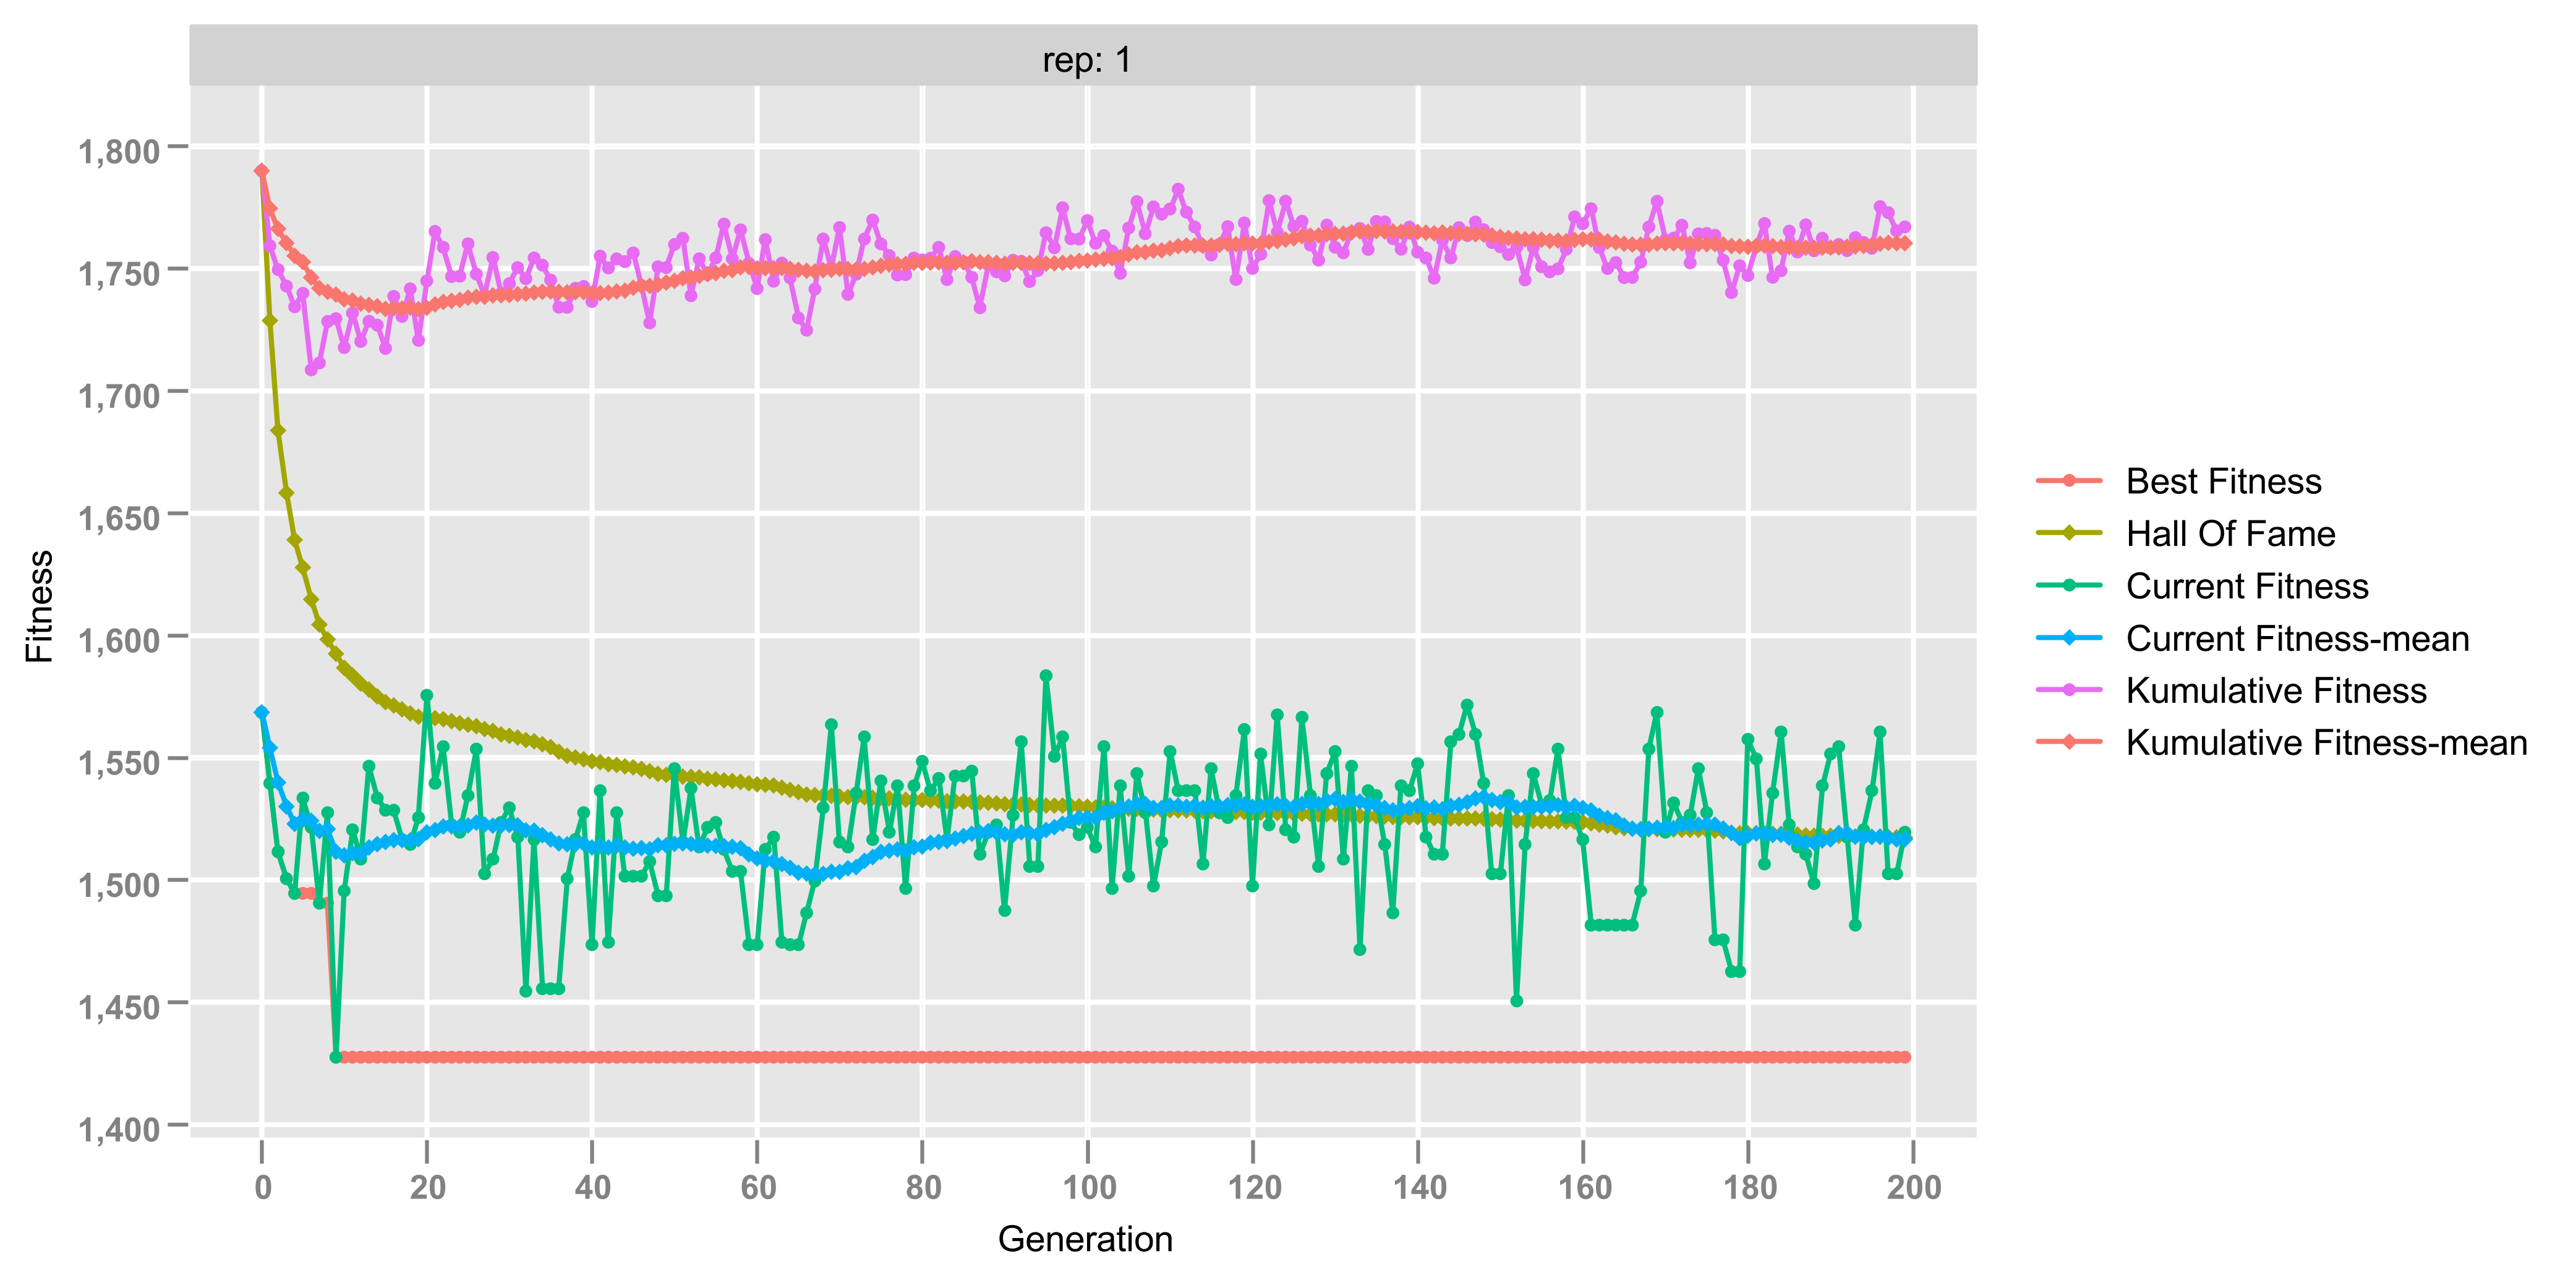 rep: 1
1,800
1,750
1,700
1,650
1,600
1,550
1,500
1,450
1,400
Fitness
0 20 40 60 80 100 120 140 160 180 200
Generation
Best Fitness
Hall Of Fame
Current Fitness
Current Fitness-mean
Kumulative Fitness
Kumulative Fitness-mean